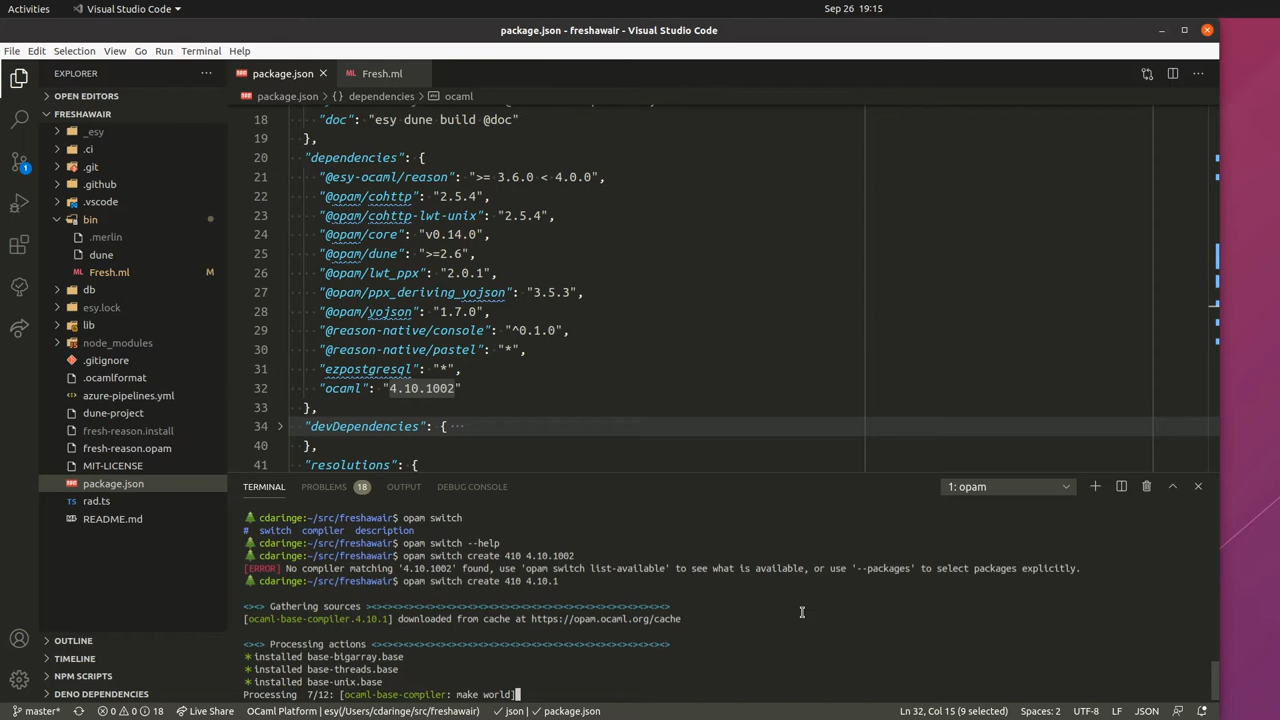 Activities Visual Studio Code Sep 26 19:15
package.json - freshawair - Visual Studio Code
File Edit Selection View Go Run Terminal Help
EXPLORER
OPEN EDITORS
FRESHAWAIR
_esy
.ci
.git
.github
.vscode
bin
.merlin
dune
ML Fresh.ml M
db
esy.lock
lib
node_modules
.gitignore
.ocamlformat
azure-pipelines.yml
dune-project
fresh-reason.install
fresh-reason.opam
MIT-LICENSE
package.json
TS rad.ts
README.md
OUTLINE
TIMELINE
NPM SCRIPTS
DENO DEPENDENCIES
package.json ML Fresh.ml
package.json > {} dependencies > ocaml
18 "doc": "esy dune build @doc"
19 },
20 "dependencies": {
21 "@esy-ocaml/reason": ">= 3.6.0 < 4.0.0",
22 "@opam/cohttp": "2.5.4",
23 "@opam/cohttp-lwt-unix": "2.5.4",
24 "@opam/core": "v0.14.0",
25 "@opam/dune": ">=2.6",
26 "@opam/lwt_ppx": "2.0.1",
27 "@opam/ppx_deriving_yojson": "3.5.3",
28 "@opam/yojson": "1.7.0",
29 "@reason-native/console": "^0.1.0",
30 "@reason-native/pastel": "*",
31 "ezpostgresql": "*",
32 "ocaml": "4.10.1002"
33 },
34 "devDependencies": { ···
40 },
41 "resolutions": {
TERMINAL PROBLEMS 18 OUTPUT DEBUG CONSOLE 1: opam
cdaringe:~/src/freshawair$ opam switch
# switch compiler description
cdaringe:~/src/freshawair$ opam switch --help
cdaringe:~/src/freshawair$ opam switch create 410 4.10.1002
[ERROR] No compiler matching '4.10.1002' found, use 'opam switch list-available' to see what is available, or use '--packages' to select packages explicitly.
cdaringe:~/src/freshawair$ opam switch create 410 4.10.1
<><> Gathering sources ><><><><><><><><><><><><><><><><><><><><><><><><><><><><>
[ocaml-base-compiler.4.10.1] downloaded from cache at https://opam.ocaml.org/cache
<><> Processing actions <><><><><><><><><><><><><><><><><><><><><><><><><><><><>
* installed base-bigarray.base
* installed base-threads.base
* installed base-unix.base
Processing 7/12: [ocaml-base-compiler: make world]
master* 0 0 18 Live Share OCaml Platform | esy(/Users/cdaringe/src/freshawair) json | package.json Ln 32, Col 15 (9 selected) Spaces: 2 UTF-8 LF JSON